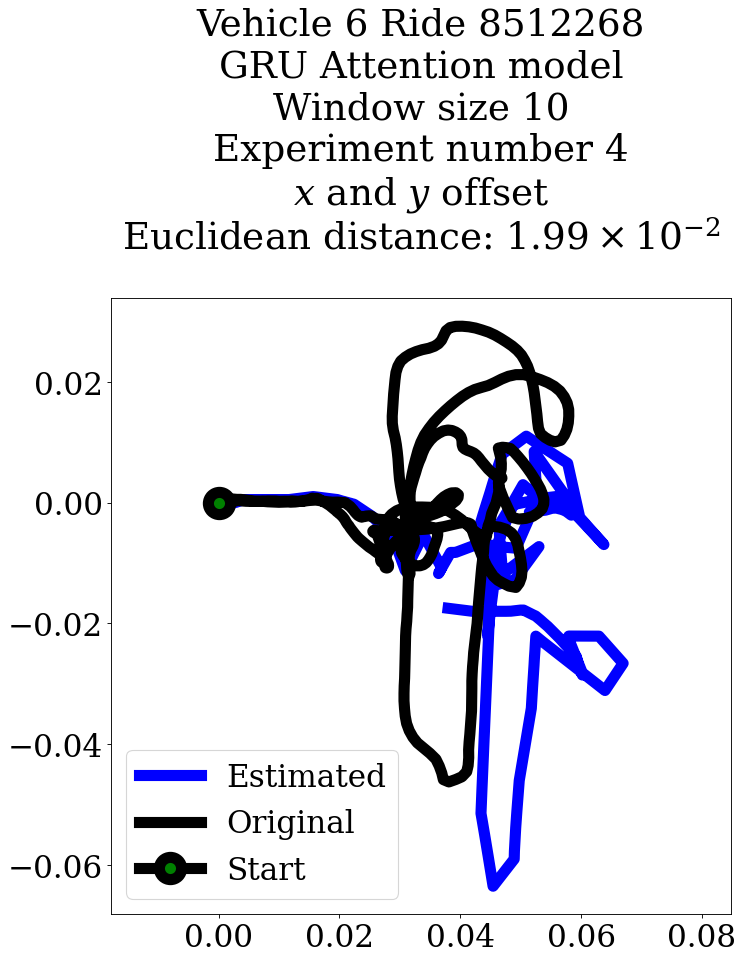 Vehicle 6 Ride 8512268
GRU Attention model
Window size 10
Experiment number 4
x and y offset
Euclidean distance: 1.99 × 10⁻²
0.02
0.00
−0.02
−0.04
−0.06
Estimated
Original
Start
0.00 0.02 0.04 0.06 0.08